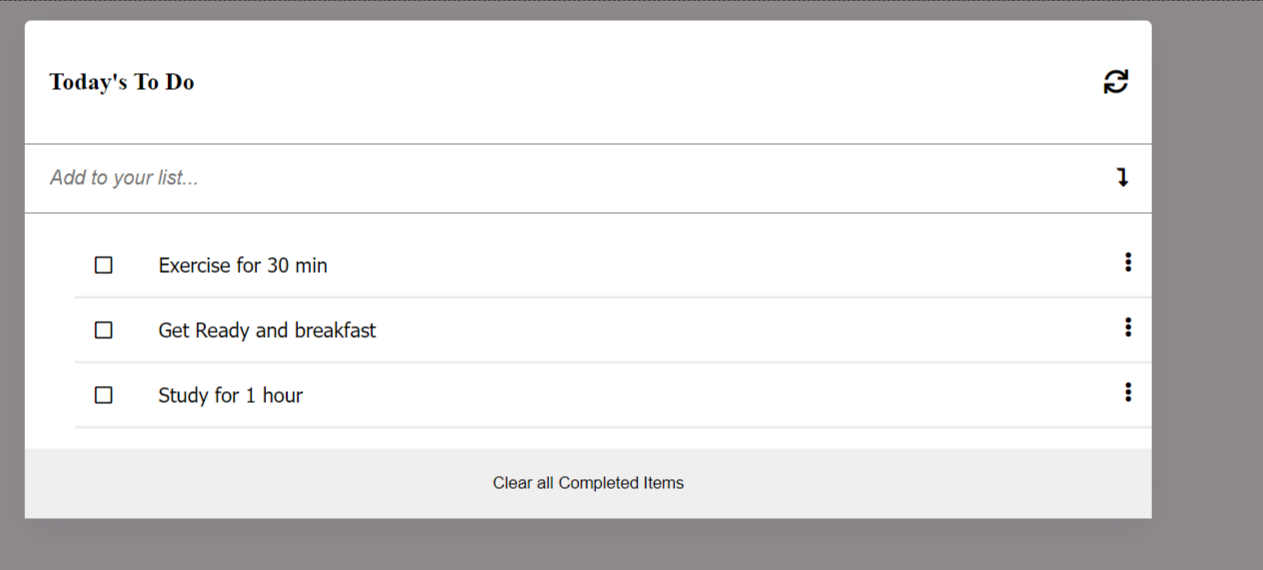 Today's To Do
Add to your list...
Exercise for 30 min
Get Ready and breakfast
Study for 1 hour
Clear all Completed Items